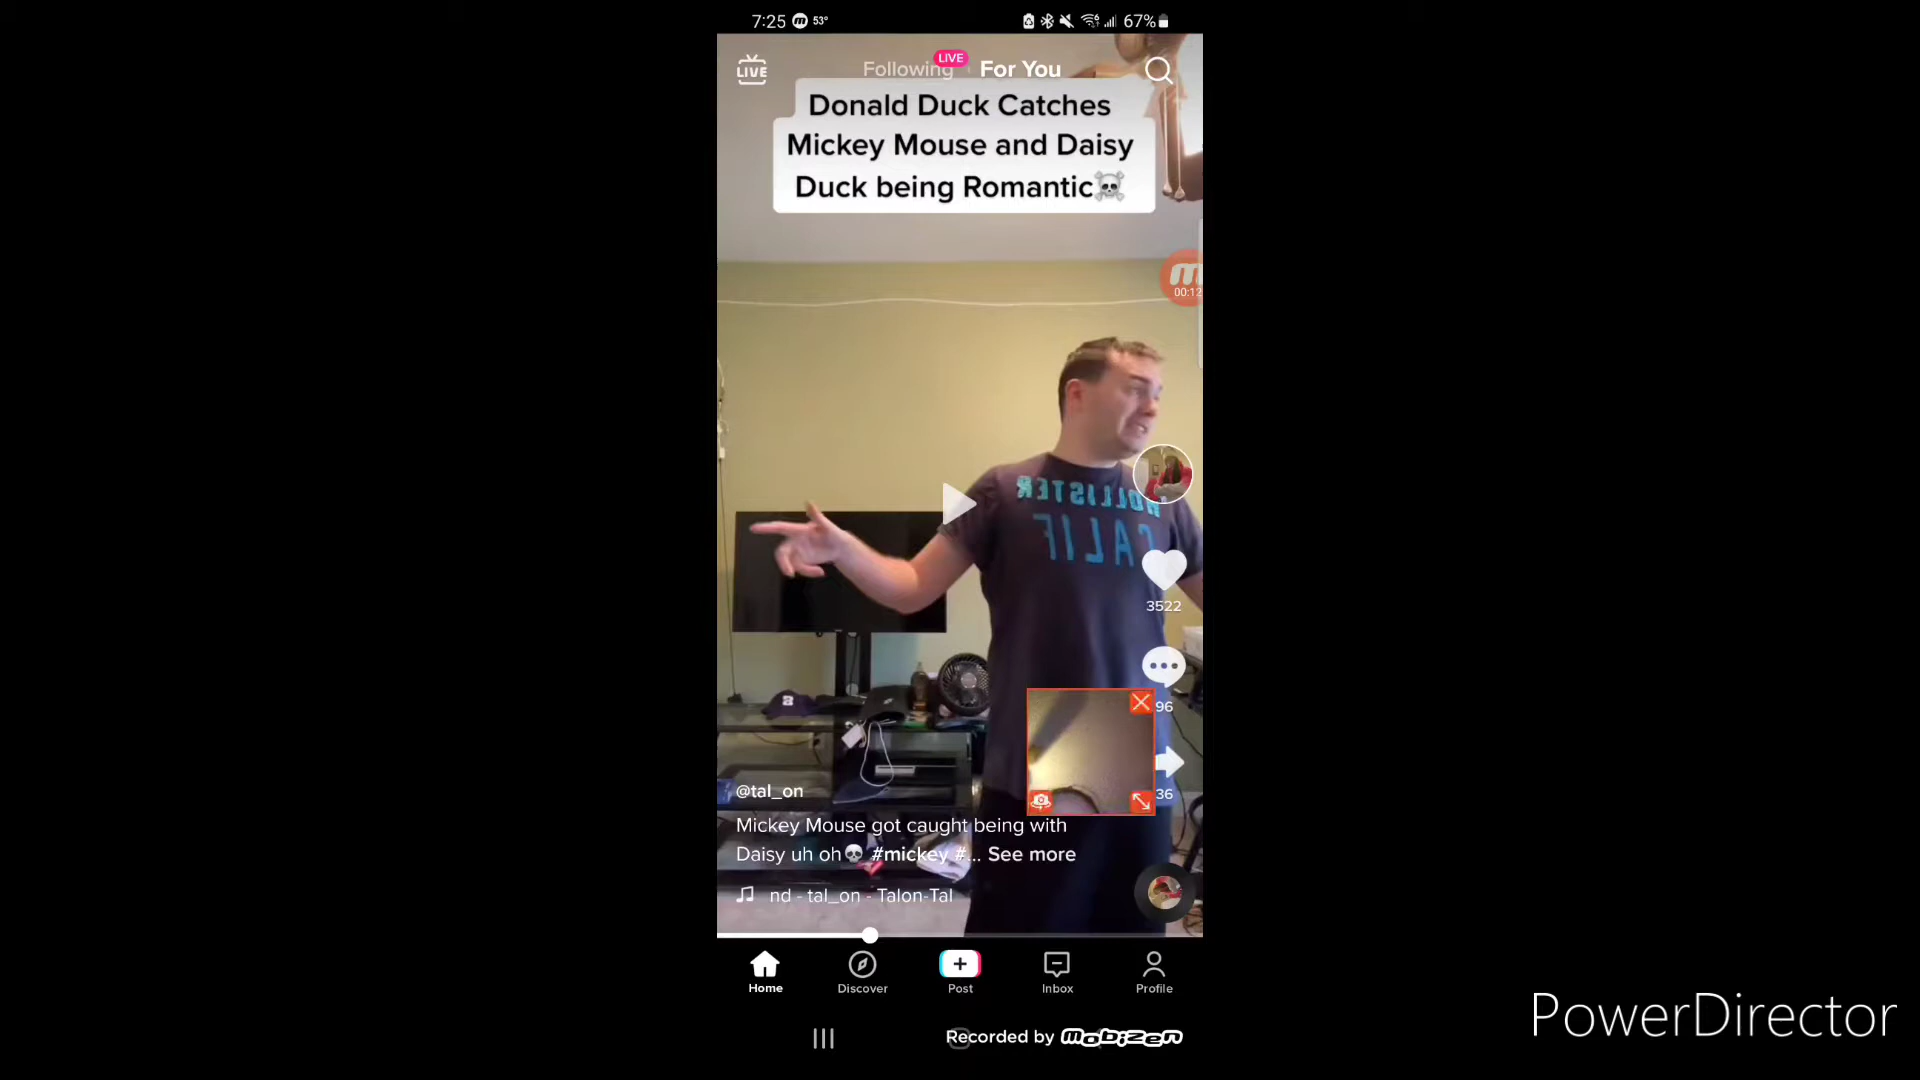 7:25 53° 67%
LIVE Following LIVE For You
Donald Duck Catches
Mickey Mouse and Daisy
Duck being Romantic☠️
00:12
HOLLISTER
CALIF
3522
96
36
@tal_on
Mickey Mouse got caught being with
Daisy uh oh💀 #mickey #... See more
nd - tal_on - Talon-Tal
Home Discover Post Inbox Profile
Recorded by mobizen
PowerDirector